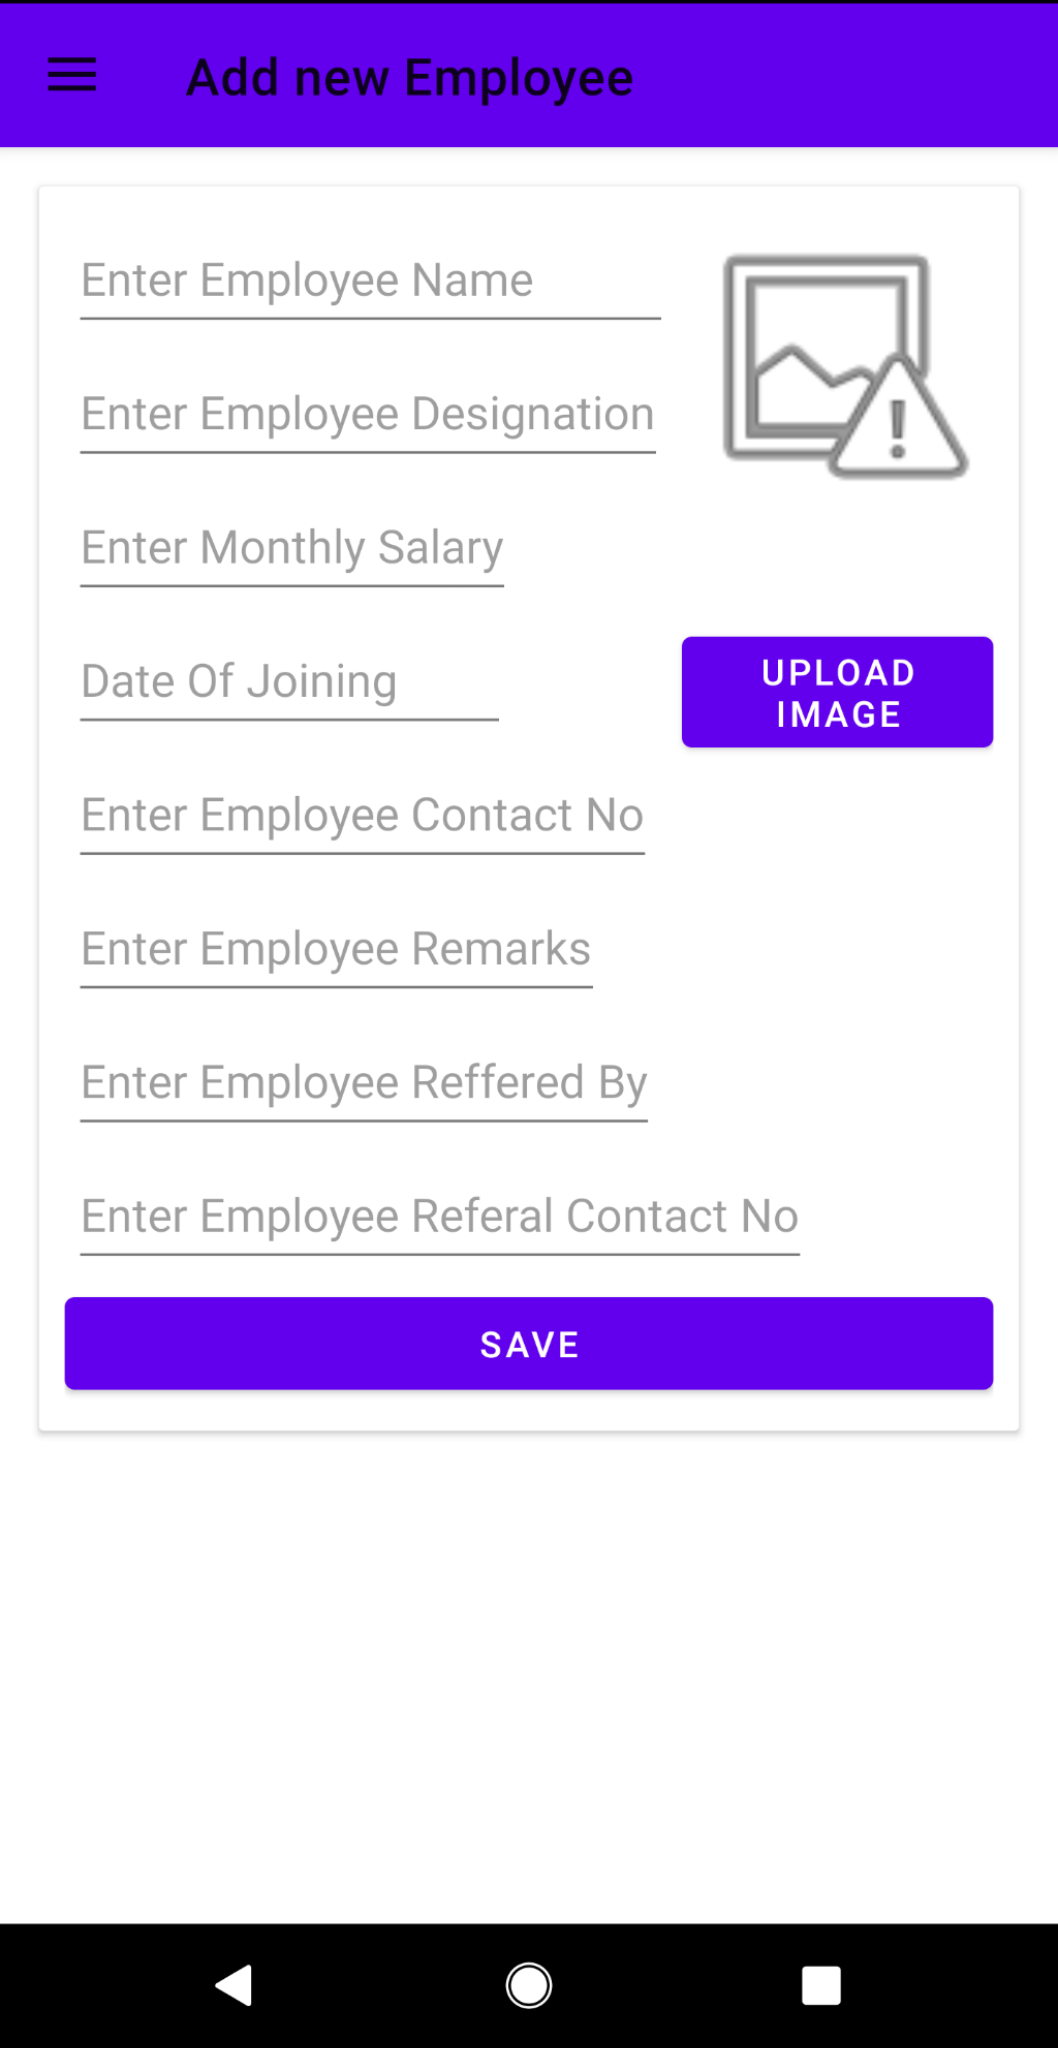 Add new Employee
Enter Employee Name
Enter Employee Designation
Enter Monthly Salary
Date Of Joining
UPLOAD
IMAGE
Enter Employee Contact No
Enter Employee Remarks
Enter Employee Reffered By
Enter Employee Referal Contact No
SAVE